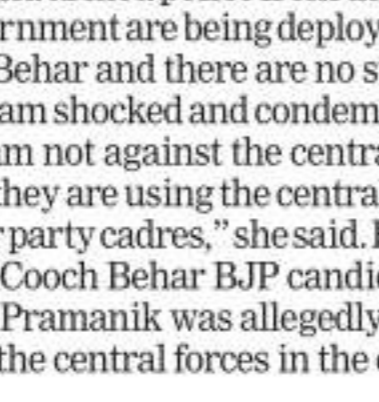 rnment are being deploy
Behar and there are no s
am shocked and condem
m not against the centra
they are using the central
party cadres," she said.
Cooch Behar BJP candi
Pramanik was allegedly
the central forces in the